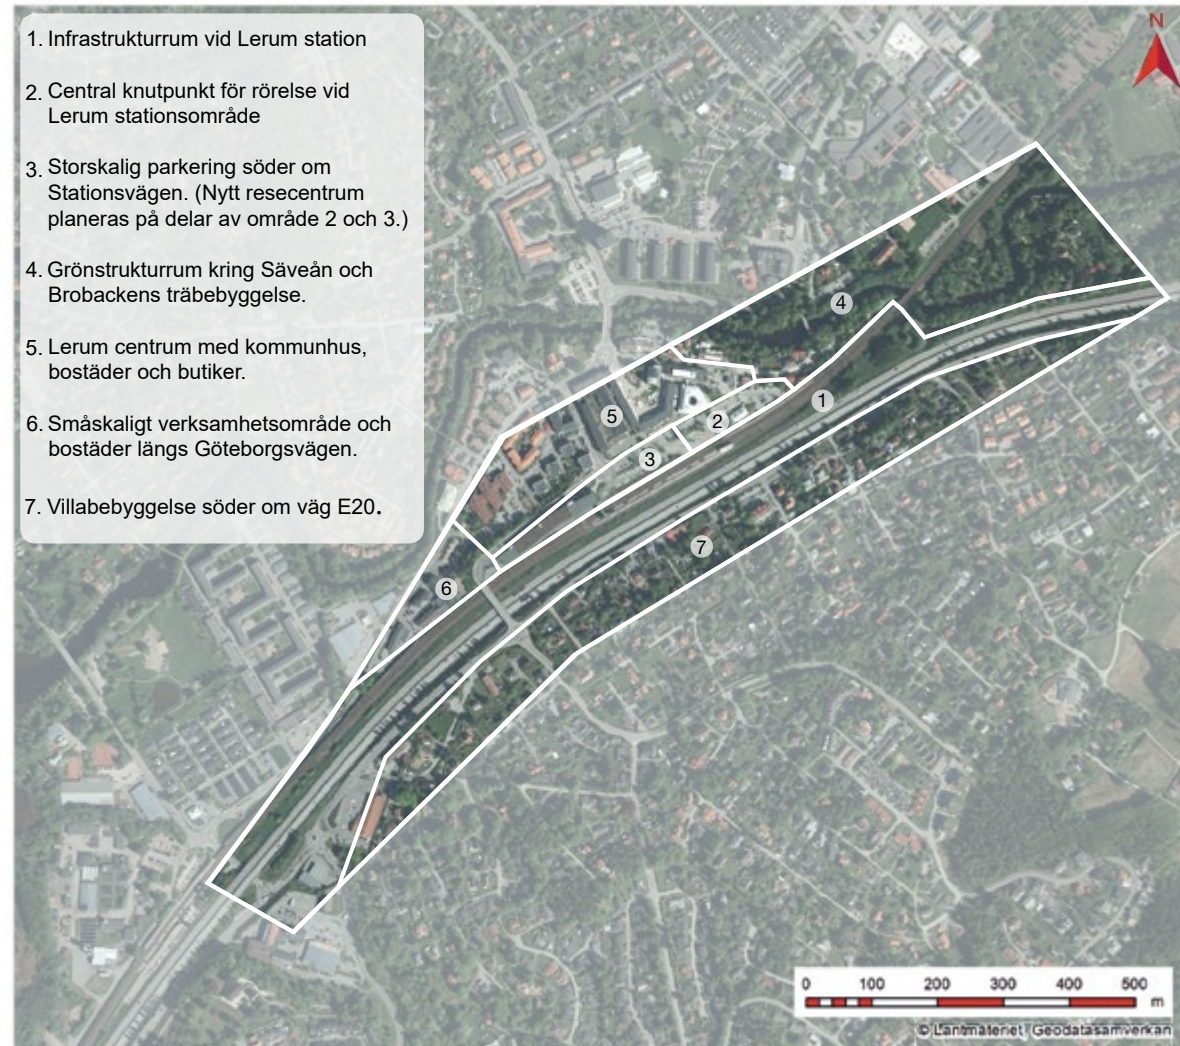 1. Infrastrukturrum vid Lerum station
2. Central knutpunkt för rörelse vid
Lerum stationsområde
3. Storskalig parkering söder om
Stationsvägen. (Nytt resecentrum
planeras på delar av område 2 och 3.)
4. Grönstrukturrum kring Säveån och
Brobackens träbebyggelse.
5. Lerum centrum med kommunhus,
bostäder och butiker.
6. Småskaligt verksamhetsområde och
bostäder längs Göteborgsvägen.
7. Villabebyggelse söder om väg E20.
N
4
1
5
2
3
7
6
0 100 200 300 400 500
m
© Lantmäteriet, Geodatasamverkan